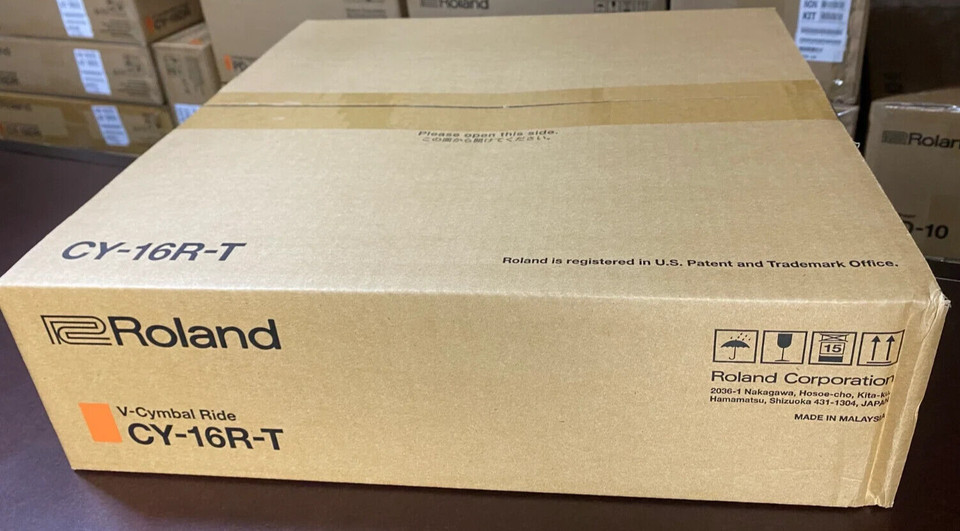 Roland
KIT
Please open this side.
この面から開けてください。
Roland
-10
CY-16R-T
Roland is registered in U.S. Patent and Trademark Office.
Roland
15
Roland Corporation
2036-1 Nakagawa, Hosoe-cho, Kita-ku,
Hamamatsu, Shizuoka 431-1304, JAPAN
MADE IN MALAYSIA
V-Cymbal Ride
CY-16R-T